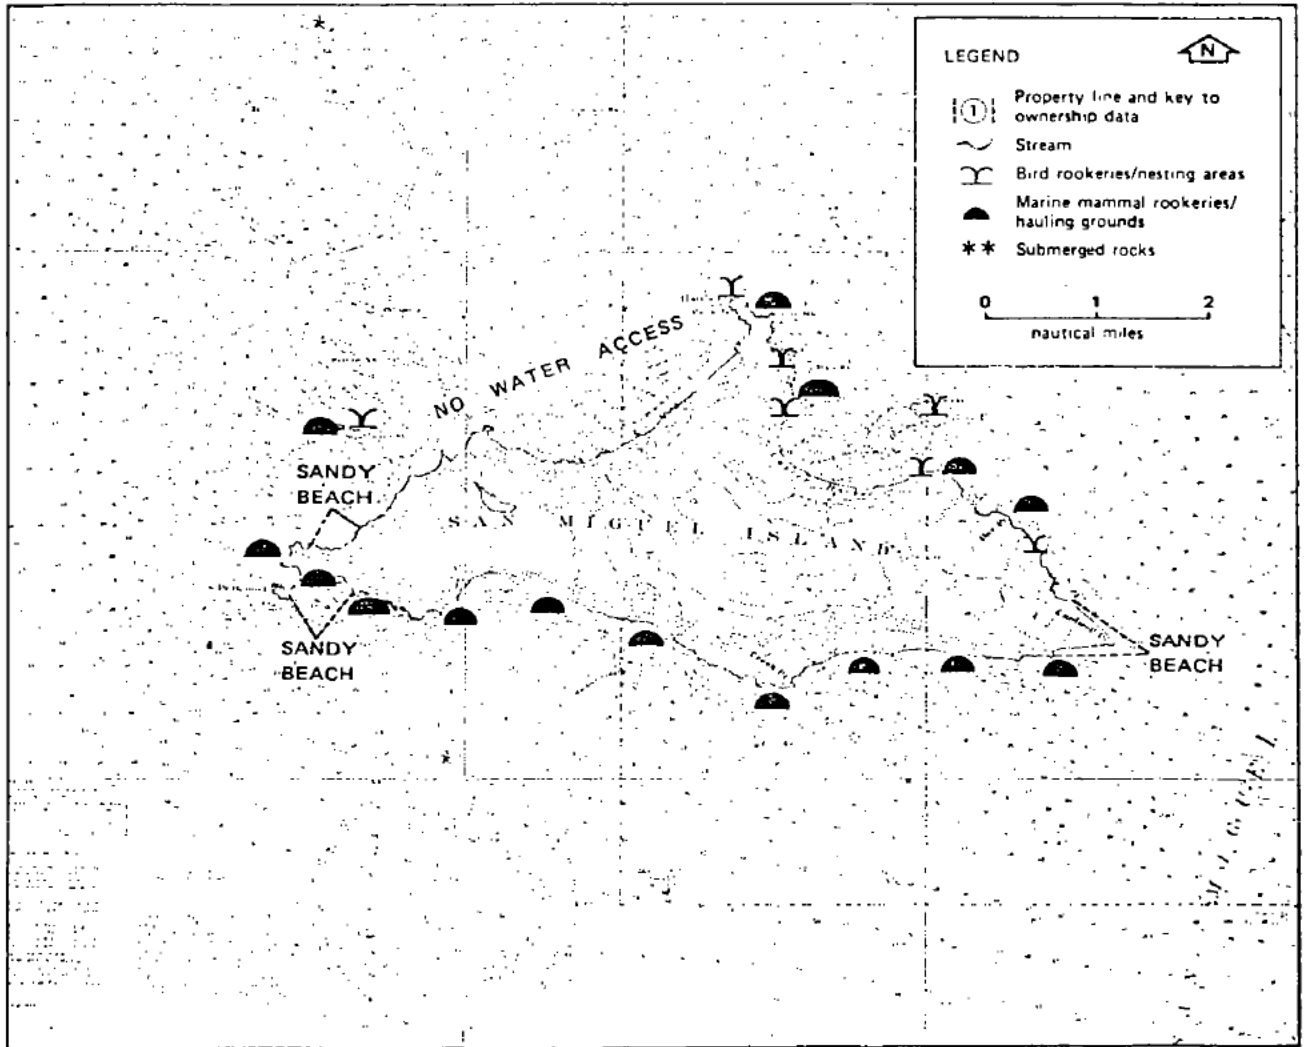 LEGEND
N
1
Property line and key to
ownership data
Stream
Bird rookeries/nesting areas
Marine mammal rookeries/
hauling grounds
** Submerged rocks
0 1 2
nautical miles
NO WATER ACCESS
SANDY
BEACH
SAN MIGUEL ISLAND
SANDY
BEACH
SANDY
BEACH